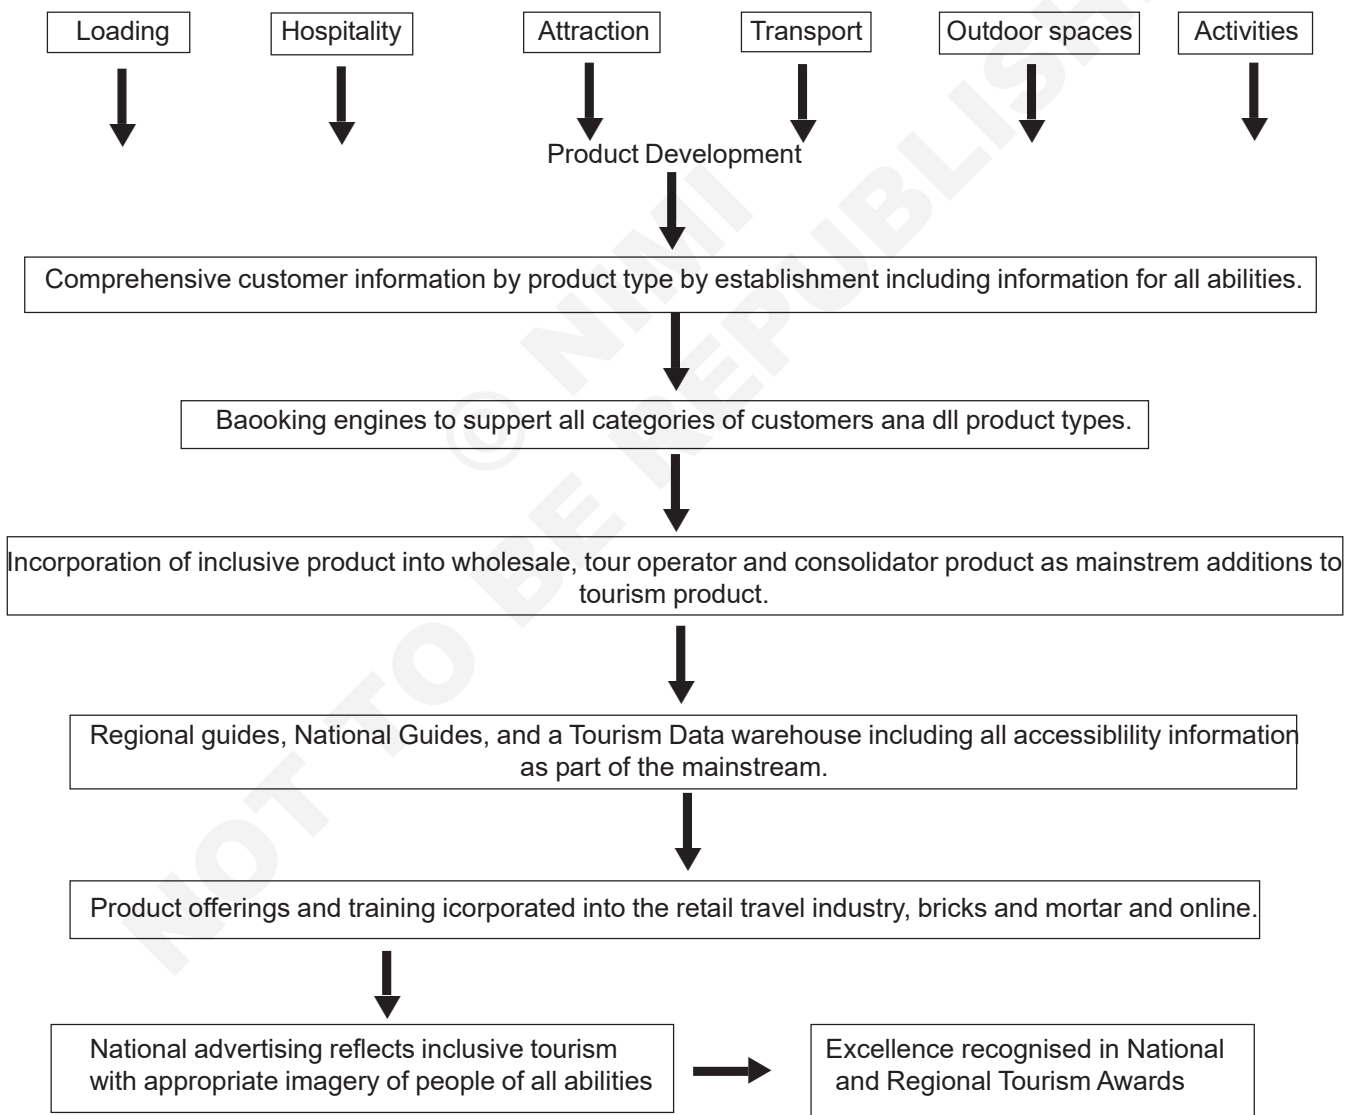 Loading
Hospitality
Attraction
Transport
Outdoor spaces
Activities
Product Development
Comprehensive customer information by product type by establishment including information for all abilities.
Baooking engines to suppert all categories of customers ana dll product types.
Incorporation of inclusive product into wholesale, tour operator and consolidator product as mainstrem additions to
tourism product.
Regional guides, National Guides, and a Tourism Data warehouse including all accessiblility information
as part of the mainstream.
Product offerings and training icorporated into the retail travel industry, bricks and mortar and online.
National advertising reflects inclusive tourism
with appropriate imagery of people of all abilities
Excellence recognised in National
and Regional Tourism Awards
© NIMI
NOT TO BE REPUBLISH